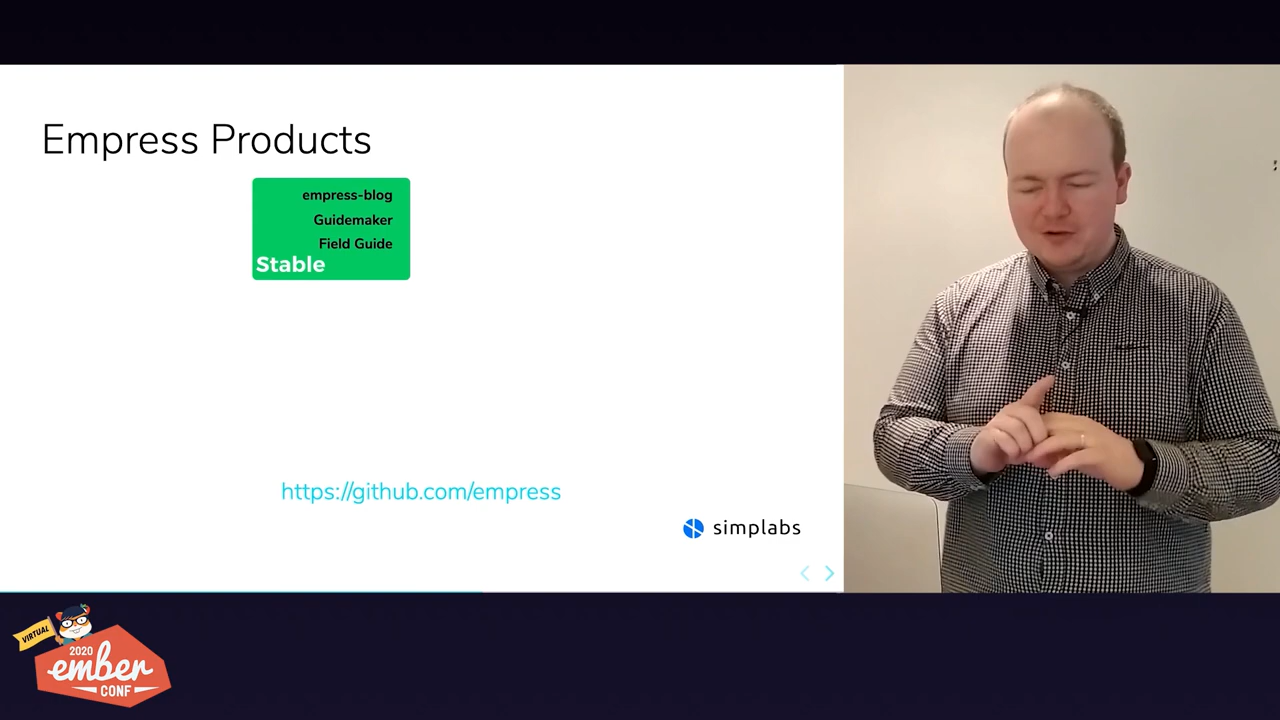 Empress Products
empress-blog
Guidemaker
Field Guide
Stable
https://github.com/empress
simplabs
VIRTUAL
2020
ember
CONF